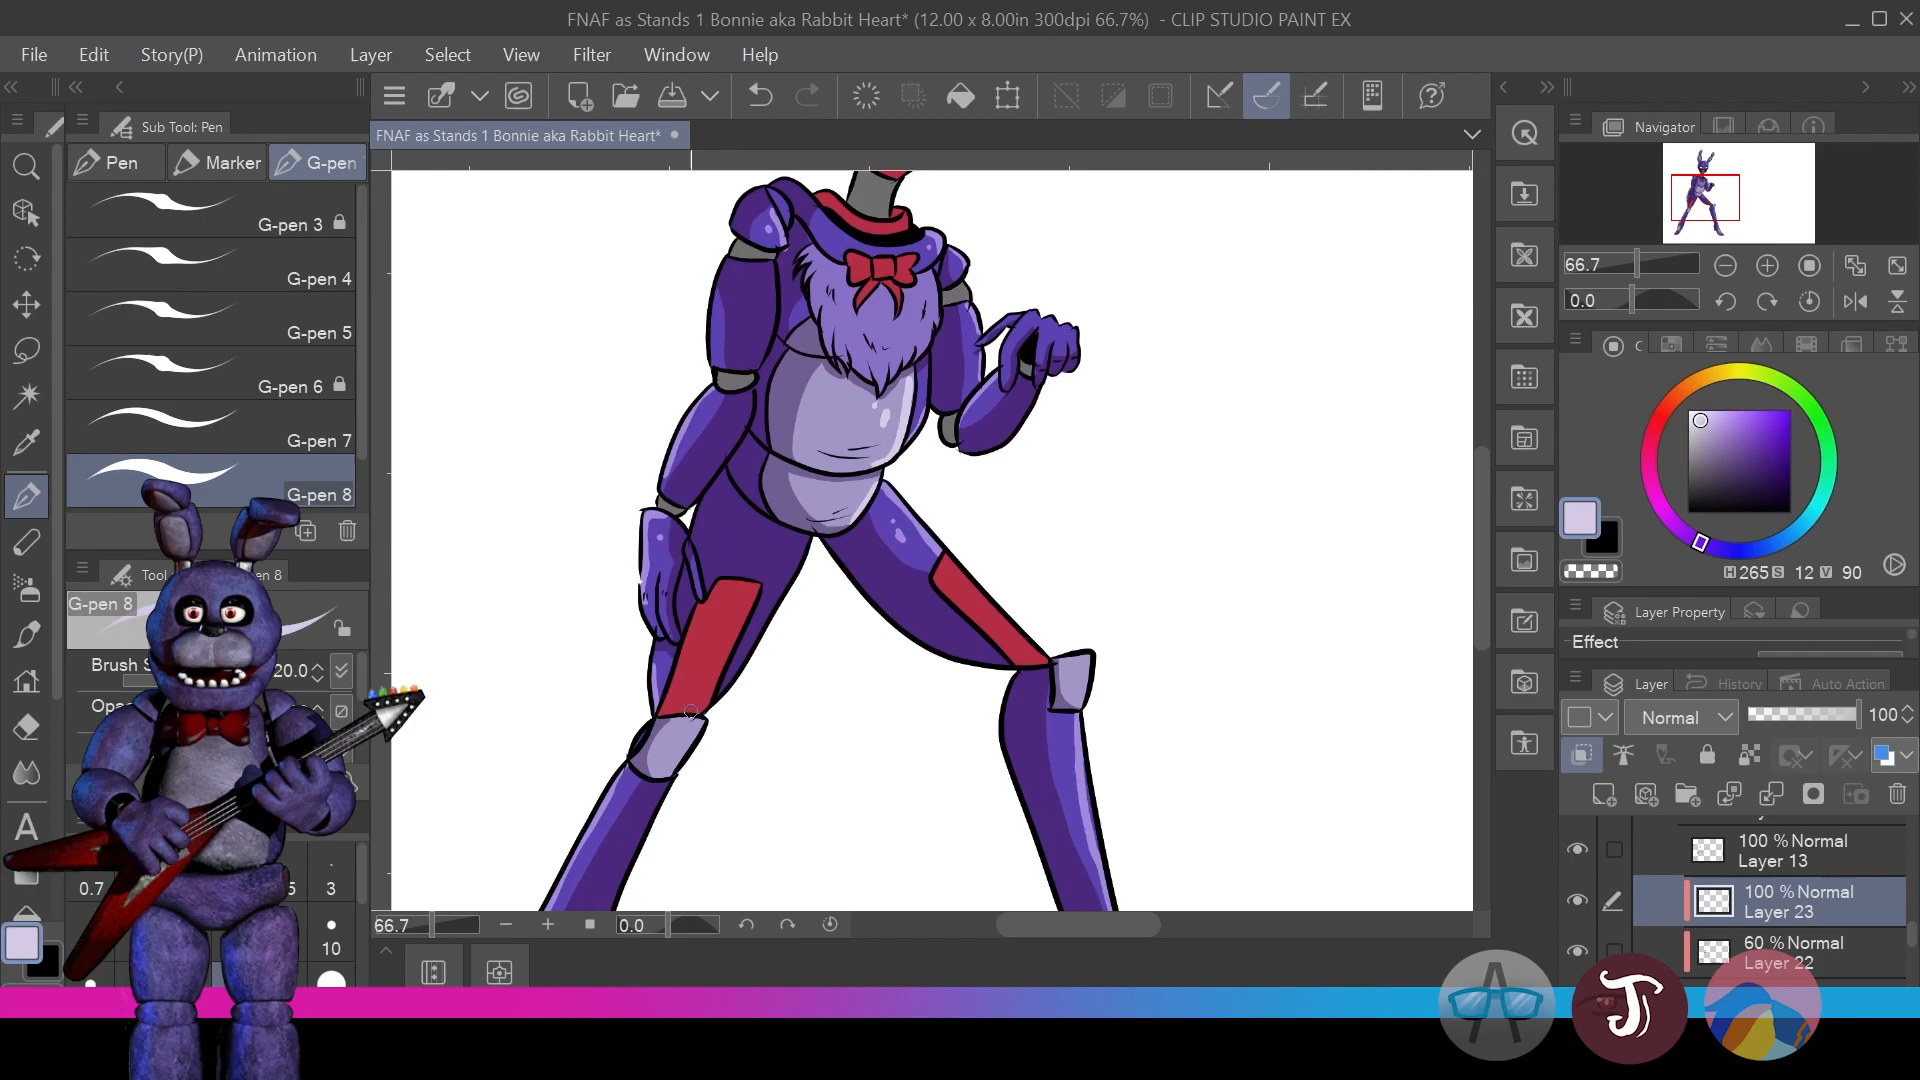 FNAF as Stands 1 Bonnie aka Rabbit Heart* (12.00 x 8.00in 300dpi 66.7%) - CLIP STUDIO PAINT EX
File Edit Story(P) Animation Layer Select View Filter Window Help
Sub Tool: Pen
FNAF as Stands 1 Bonnie aka Rabbit Heart*
Navigator
Pen Marker G-pen
G-pen 3
G-pen 4
G-pen 5
G-pen 6
G-pen 7
G-pen 8
66.7
0.0
C
H 265 S 12 V 90
Tool
en 8
G-pen 8
Brush S
20.0
Opa
Layer Property
Effect
Layer History Auto Action
Normal 100
100 % Normal
Layer 13
100 % Normal
Layer 23
60 % Normal
Layer 22
0.7 5 3
10
66.7 0.0
A
J